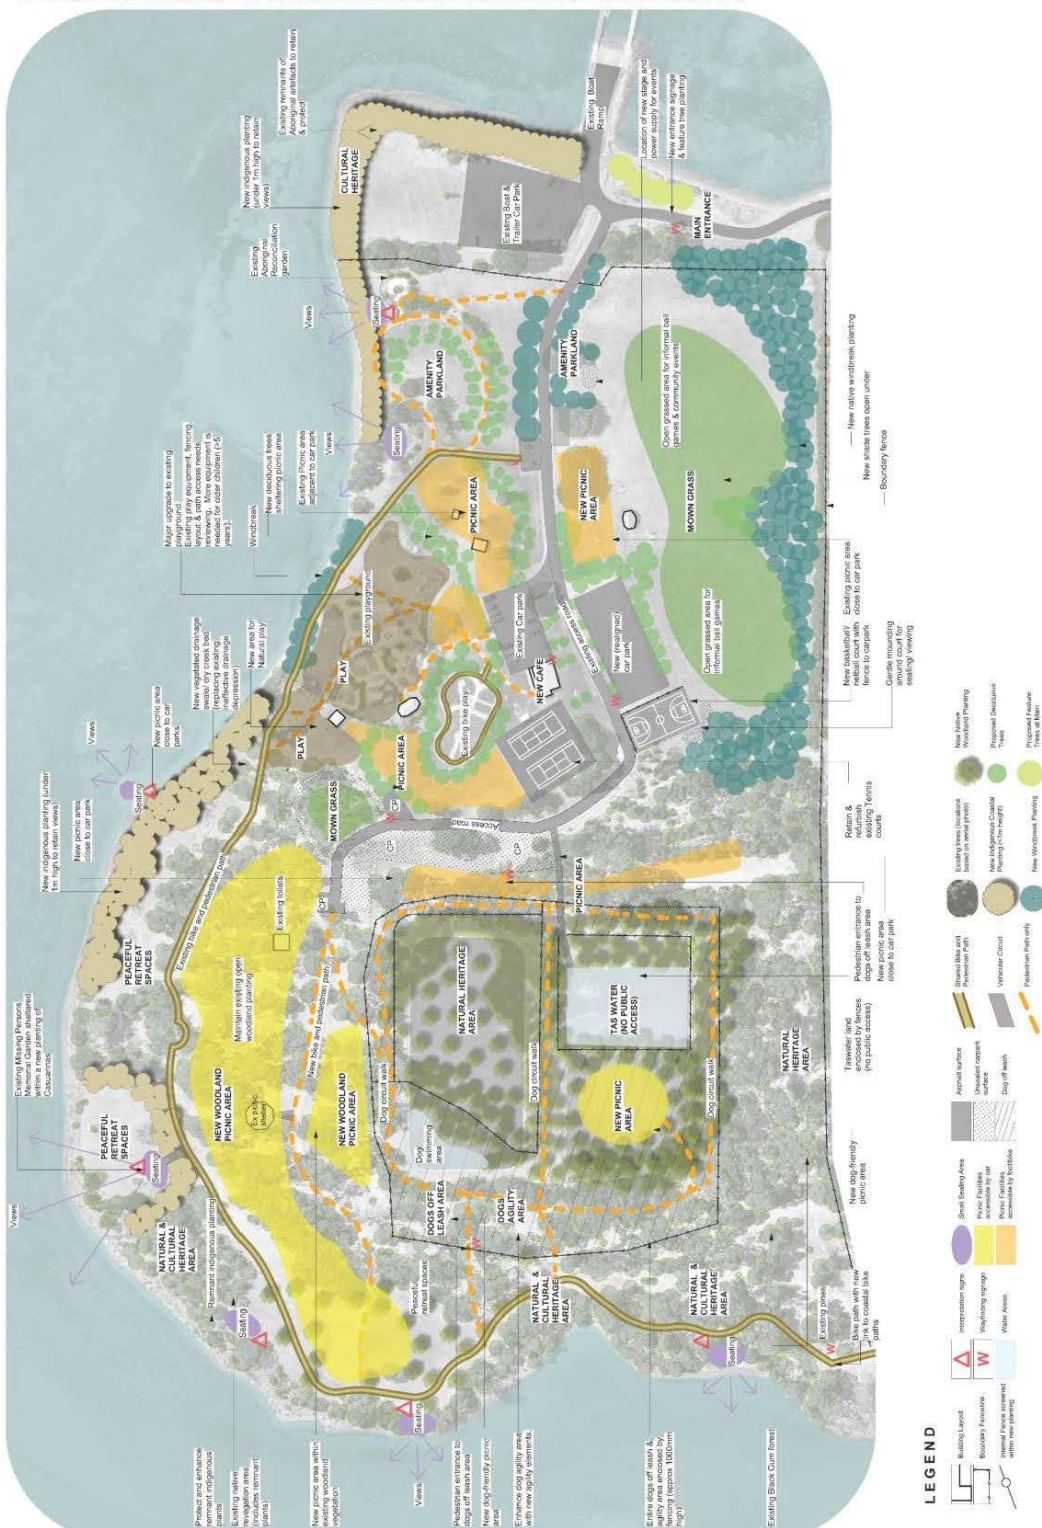 Existing Missing Persons
Memorial Garden sheltered
within a new planting of
Casuarinas
New indigenous planting (under
1m high to retain views)
New picnic area
close to car park
Views
New picnic area
close to car
parks
New vegetated drainage
swale/ dry creek bed
(replacing existing
ineffective drainage
depression)
New area for
Natural play
Major upgrade to existing
playground
Existing play equipment, fencing,
layout & path access needs
reviewing. More equipment is
needed for older children (>5
years).
Windbreak
New deciduous trees
sheltering picnic area
Existing Picnic area
adjacent to car park
Views
Views
Existing
Aboriginal
Reconciliation
garden
New indigenous planting
(under 1m high to retain
views)
Existing remnants of
Aboriginal artefacts to retain
& protect
CULTURAL
HERITAGE
Seating
Seating
Seating
PEACEFUL
RETREAT
SPACES
PEACEFUL
RETREAT SPACES
Views
Seating
NATURAL &
CULTURAL
HERITAGE
AREA
Remnant indigenous planting
Seating
Existing bike and pedestrian path
NEW WOODLAND
PICNIC AREA
Ex picnic
shelter
Maintain existing open
woodland planting
Existing toilets
New bike and pedestrian path
NEW WOODLAND
PICNIC AREA
CP
MOWN GRASS
W
CP
CP
CP
Access road
PLAY
PLAY
Existing playground
PICNIC AREA
Existing bike play
PICNIC AREA
AMENITY
PARKLAND
Existing Boat &
Trailer Car Park
Existing Boat
Ramp
Location of new stage and
power supply for events
New entrance signage
& feature tree planting
W
MAIN
ENTRANCE
AMENITY
PARKLAND
NEW PICNIC
AREA
Existing Car park
NEW CAFE
W
Existing access road
New (realigned)
car park
W
Open grassed area for informal ball
games & community events
MOWN GRASS
Open grassed area for
informal ball games
New native windbreak planting
New shade trees open under
Boundary fence
Existing picnic area
close to car park
New basketball/
netball court with
fence to carpark
Gentle mounding
around court for
seating/ viewing
Retain &
refurbish
existing Tennis
courts
PICNIC AREA
W
Pedestrian entrance to
dogs off leash area
New picnic area
close to car park
Taswater land
enclosed by fences
(no public access)
NATURAL HERITAGE
AREA
TAS WATER
(NO PUBLIC
ACCESS)
NATURAL
HERITAGE
AREA
Dog circuit walk
Dog circuit walk
Dog circuit walk
NEW PICNIC
AREA
Dog
swimming
area
DOGS OFF
LEASH AREA
DOGS
AGILITY
AREA
W
Peaceful
retreat spaces
NATURAL &
CULTURAL
HERITAGE
AREA
NATURAL &
CULTURAL
HERITAGE
AREA
Seating
Seating
Views
New dog-friendly
picnic area
Existing pines
W
Bike path with new
link to coastal bike
paths
Protect and enhance
remnant indigenous
plants
Existing native
revegation area
(includes remnant
plants)
New picnic area within
existing woodland
vegetation
Pedestrian entrance to
dogs off leash area
New dog-friendly picnic
area
Enhance dog agility area
with new agility elements.
Entire dogs off leash &
agility area enclosed by
fencing (approx 1000mm
high)
Existing Black Gum forest
LEGEND
Building Layout
Boundary Fenceline
Internal Fence screened
within new planting
Interpretation signs
W
Wayfinding signage
Water Areas
Small Seating Area
Picnic Facilities
accessible by car
Picnic Facilities
accessible by foot/bike
Asphalt surface
Unsealed carpark
surface
Dog off leash
Shared Bike and
Pedestrian Path
Vehicular Circuit
Pedestrian Path only
Existing trees (locations
based on aerial photo)
New Indigenous Coastal
Planting (<1m height)
New Windbreak Planting
New Native
Woodland Planting
Proposed Deciduous
Trees
Proposed Feature
Trees at Main